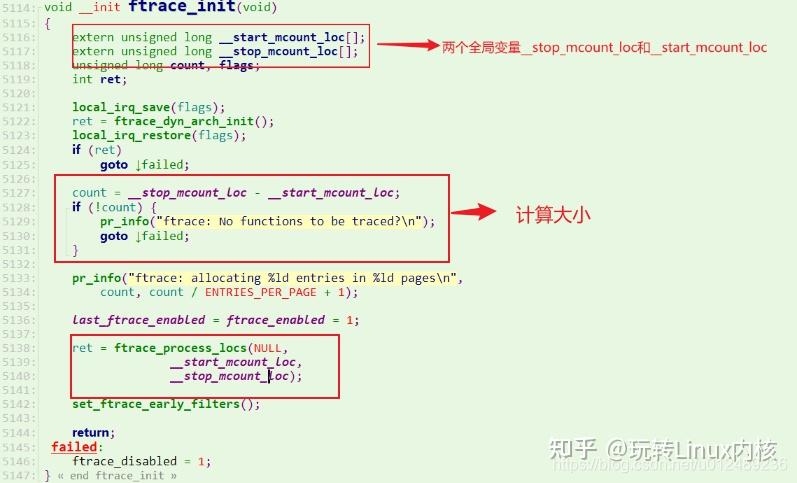 5114: void __init ftrace_init(void)
5115: {
5116: extern unsigned long __start_mcount_loc[];
5117: extern unsigned long __stop_mcount_loc[];
两个全局变量__stop_mcount_loc和__start_mcount_loc
5118: unsigned long count, flags;
5119: int ret;
5120:
5121: local_irq_save(flags);
5122: ret = ftrace_dyn_arch_init();
5123: local_irq_restore(flags);
5124: if (ret)
5125: goto ↓failed;
5126:
5127: count = __stop_mcount_loc - __start_mcount_loc;
5128: if (!count) {
5129: pr_info("ftrace: No functions to be traced?\n");
计算大小
5130: goto ↓failed;
5131: }
5132:
5133: pr_info("ftrace: allocating %ld entries in %ld pages\n",
5134: count, count / ENTRIES_PER_PAGE + 1);
5135:
5136: last_ftrace_enabled = ftrace_enabled = 1;
5137:
5138: ret = ftrace_process_locs(NULL,
5139: __start_mcount_loc,
5140: __stop_mcount_loc);
5141:
5142: set_ftrace_early_filters();
5143:
5144: return;
5145: failed:
5146: ftrace_disabled = 1;
5147: } « end ftrace_init »
知乎 @玩转Linux内核
https://blog.csdn.net/u012489236